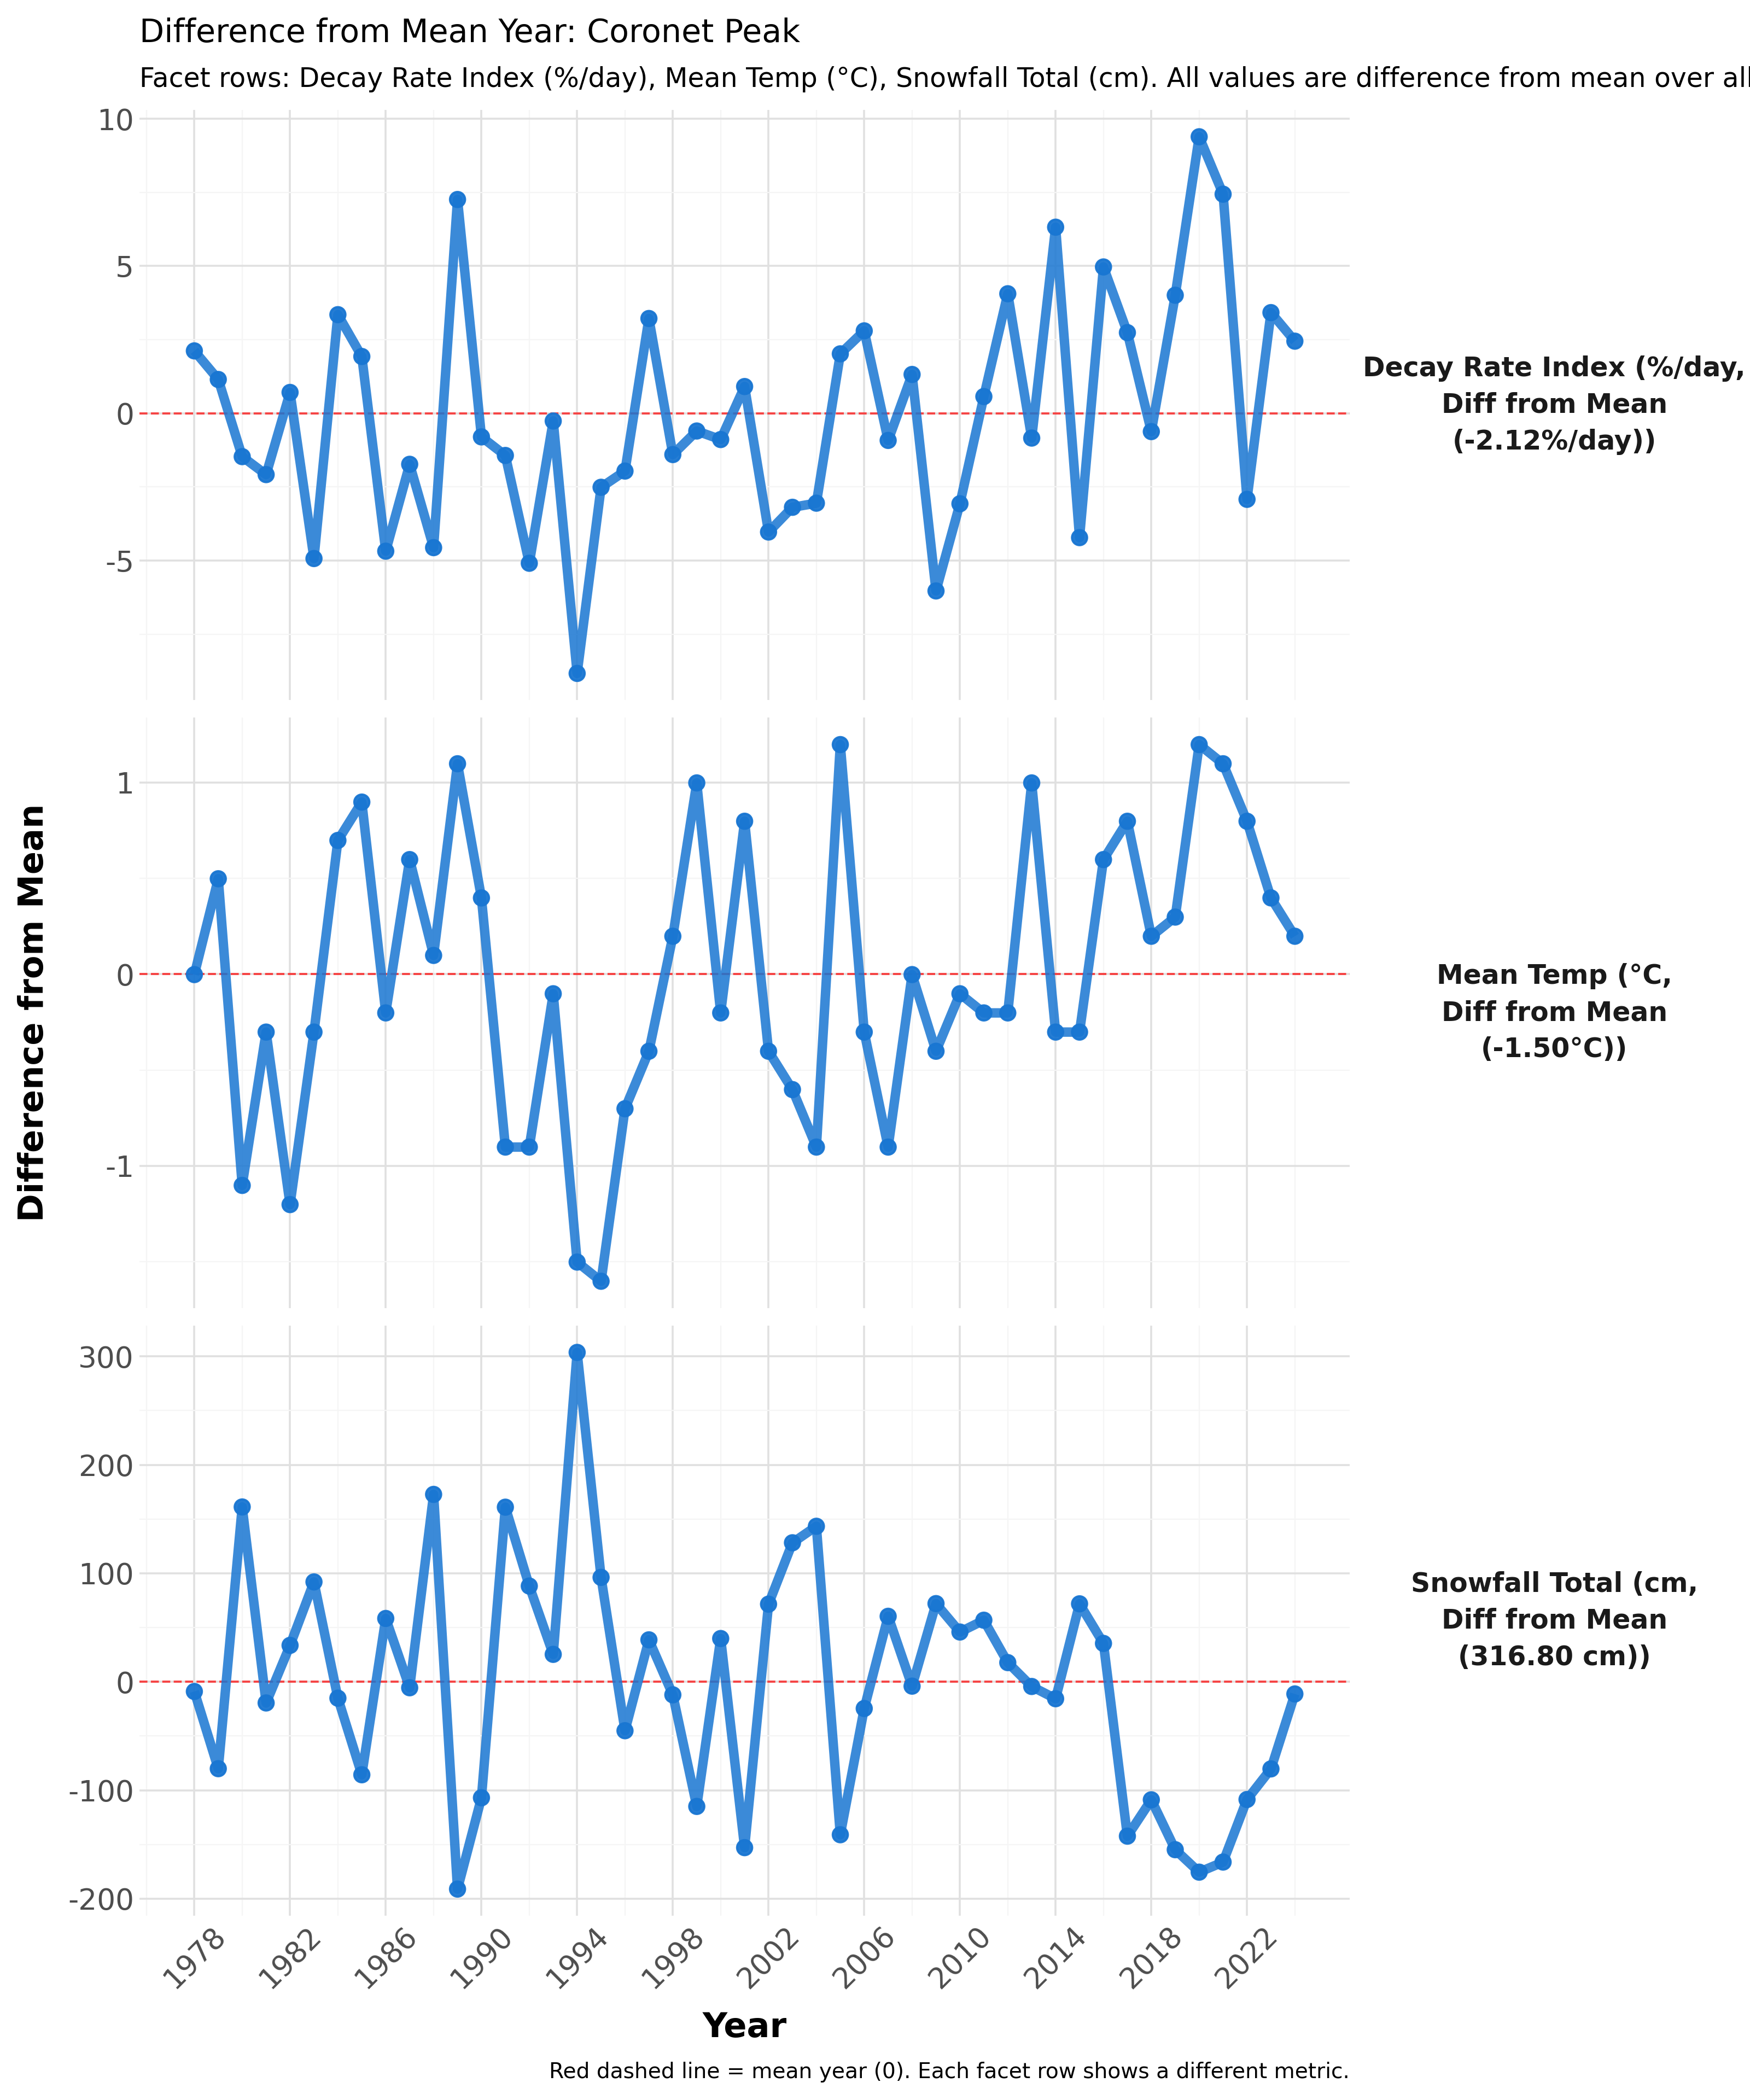 Difference from Mean Year: Coronet Peak
Facet rows: Decay Rate Index (%/day), Mean Temp (°C), Snowfall Total (cm). All values are difference from mean over all
10
5
0
-5
Decay Rate Index (%/day,
Diff from Mean
(-2.12%/day))
Difference from Mean
1
0
-1
Mean Temp (°C,
Diff from Mean
(-1.50°C))
300
200
100
0
-100
-200
Snowfall Total (cm,
Diff from Mean
(316.80 cm))
1978
1982
1986
1990
1994
1998
2002
2006
2010
2014
2018
2022
Year
Red dashed line = mean year (0). Each facet row shows a different metric.